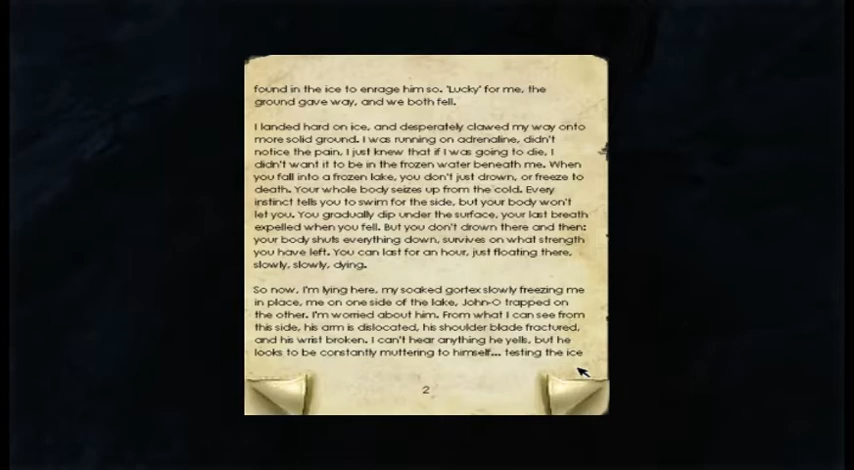 found in the ice to enrage him so. 'Lucky' for me, the
ground gave way, and we both fell.
I landed hard on ice, and desperately clawed my way onto
more solid ground. I was running on adrenaline, didn't
notice the pain, I just knew that if I was going to die, I
didn't want it to be in the frozen water beneath me. When
you fall into a frozen lake, you don't just drown, or freeze to
death. Your whole body seizes up from the cold. Every
instinct tells you to swim for the side, but your body won't
let you. You gradually dip under the surface, your last breath
expelled when you fell. But you don't drown there and then:
your body shuts everything down, survives on what strength
you have left. You can last for an hour, just floating there,
slowly, slowly, dying.
So now, I'm lying here, my soaked gortex slowly freezing me
in place, me on one side of the lake, John-O trapped on
the other. I'm worried about him. From what I can see from
this side, his arm is dislocated, his shoulder blade fractured,
and his wrist broken. I can't hear anything he yells, but he
looks to be constantly muttering to himself... testing the ice
2